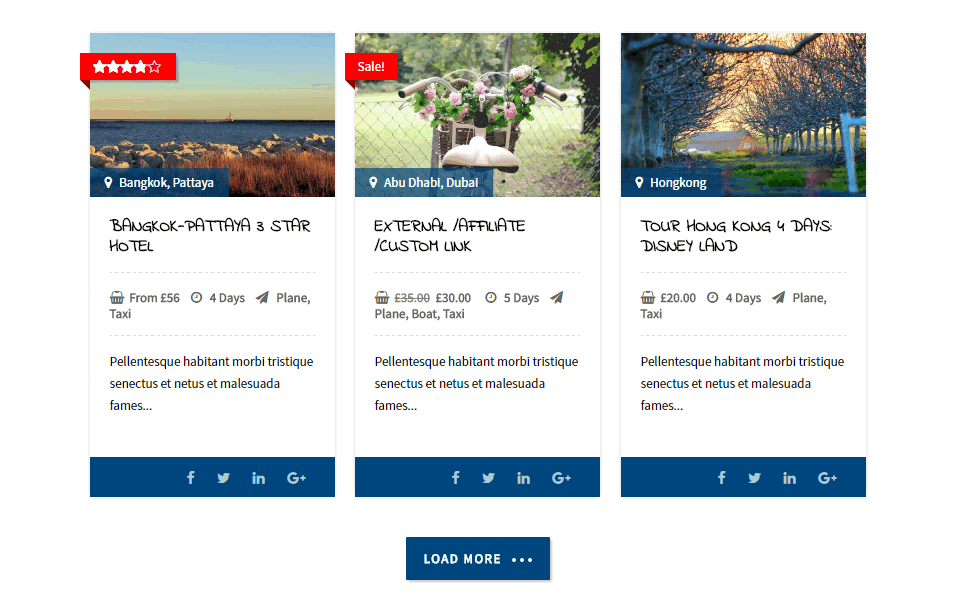 Bangkok, Pattaya
BANGKOK-PATTAYA 3 STAR
HOTEL
From £56 4 Days Plane,
Taxi
Pellentesque habitant morbi tristique
senectus et netus et malesuada
fames...
Sale!
Abu Dhabi, Dubai
EXTERNAL /AFFILIATE
/CUSTOM LINK
£35.00 £30.00 5 Days
Plane, Boat, Taxi
Pellentesque habitant morbi tristique
senectus et netus et malesuada
fames...
Hongkong
TOUR HONG KONG 4 DAYS:
DISNEY LAND
£20.00 4 Days Plane,
Taxi
Pellentesque habitant morbi tristique
senectus et netus et malesuada
fames...
LOAD MORE •••